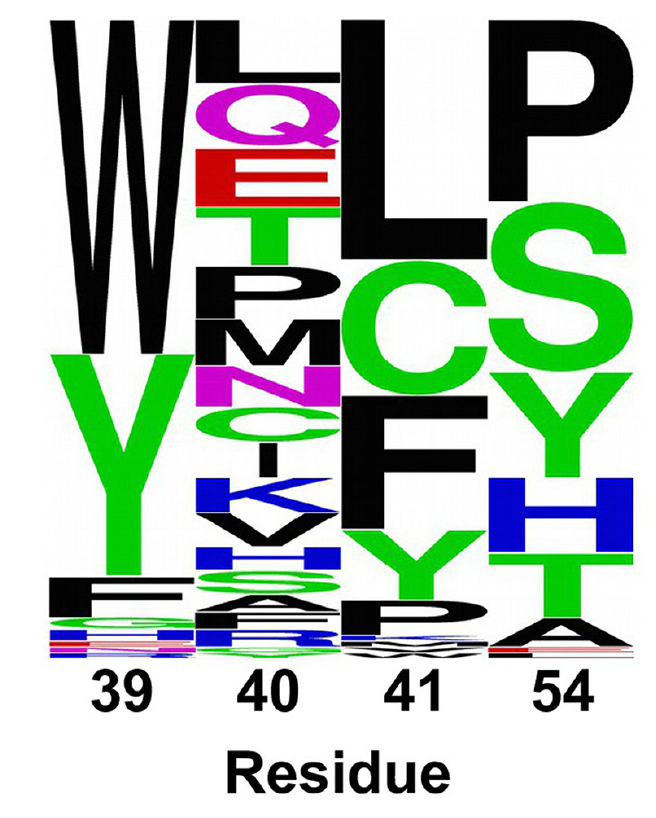 W Y F H
L Q E T P M N C I K V H S A F R
L C F Y P
P S Y H T A
39 40 41 54
Residue